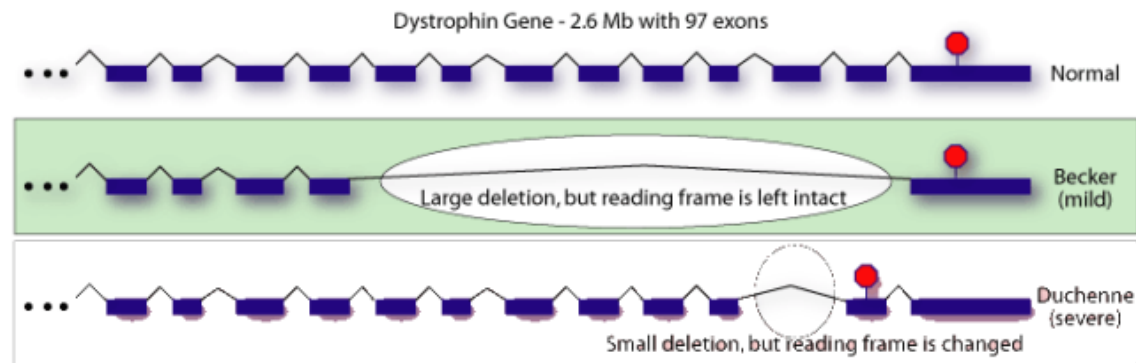 Dystrophin Gene - 2.6 Mb with 97 exons
Normal
Large deletion, but reading frame is left intact
Becker
(mild)
Duchenne
(severe)
Small deletion, but reading frame is changed